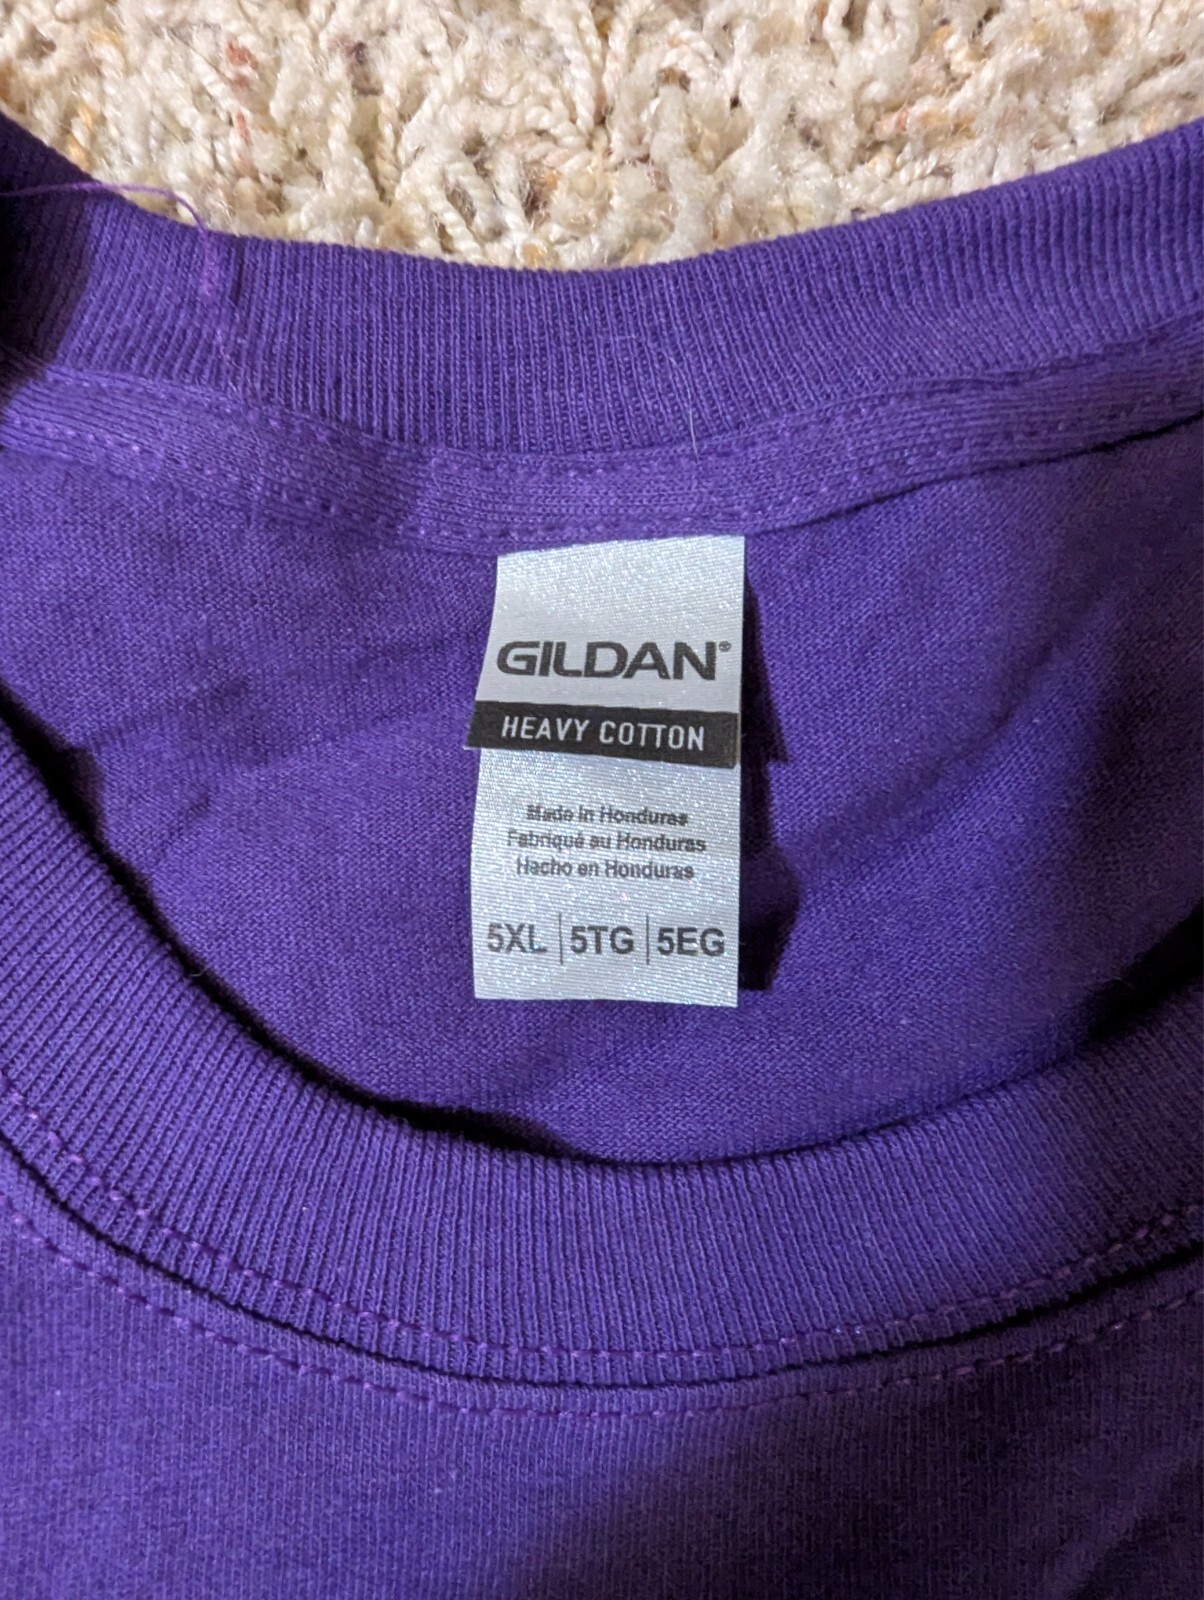 GILDAN®
HEAVY COTTON
Made in Honduras
Fabriqué au Honduras
Hecho en Honduras
5XL | 5TG | 5EG